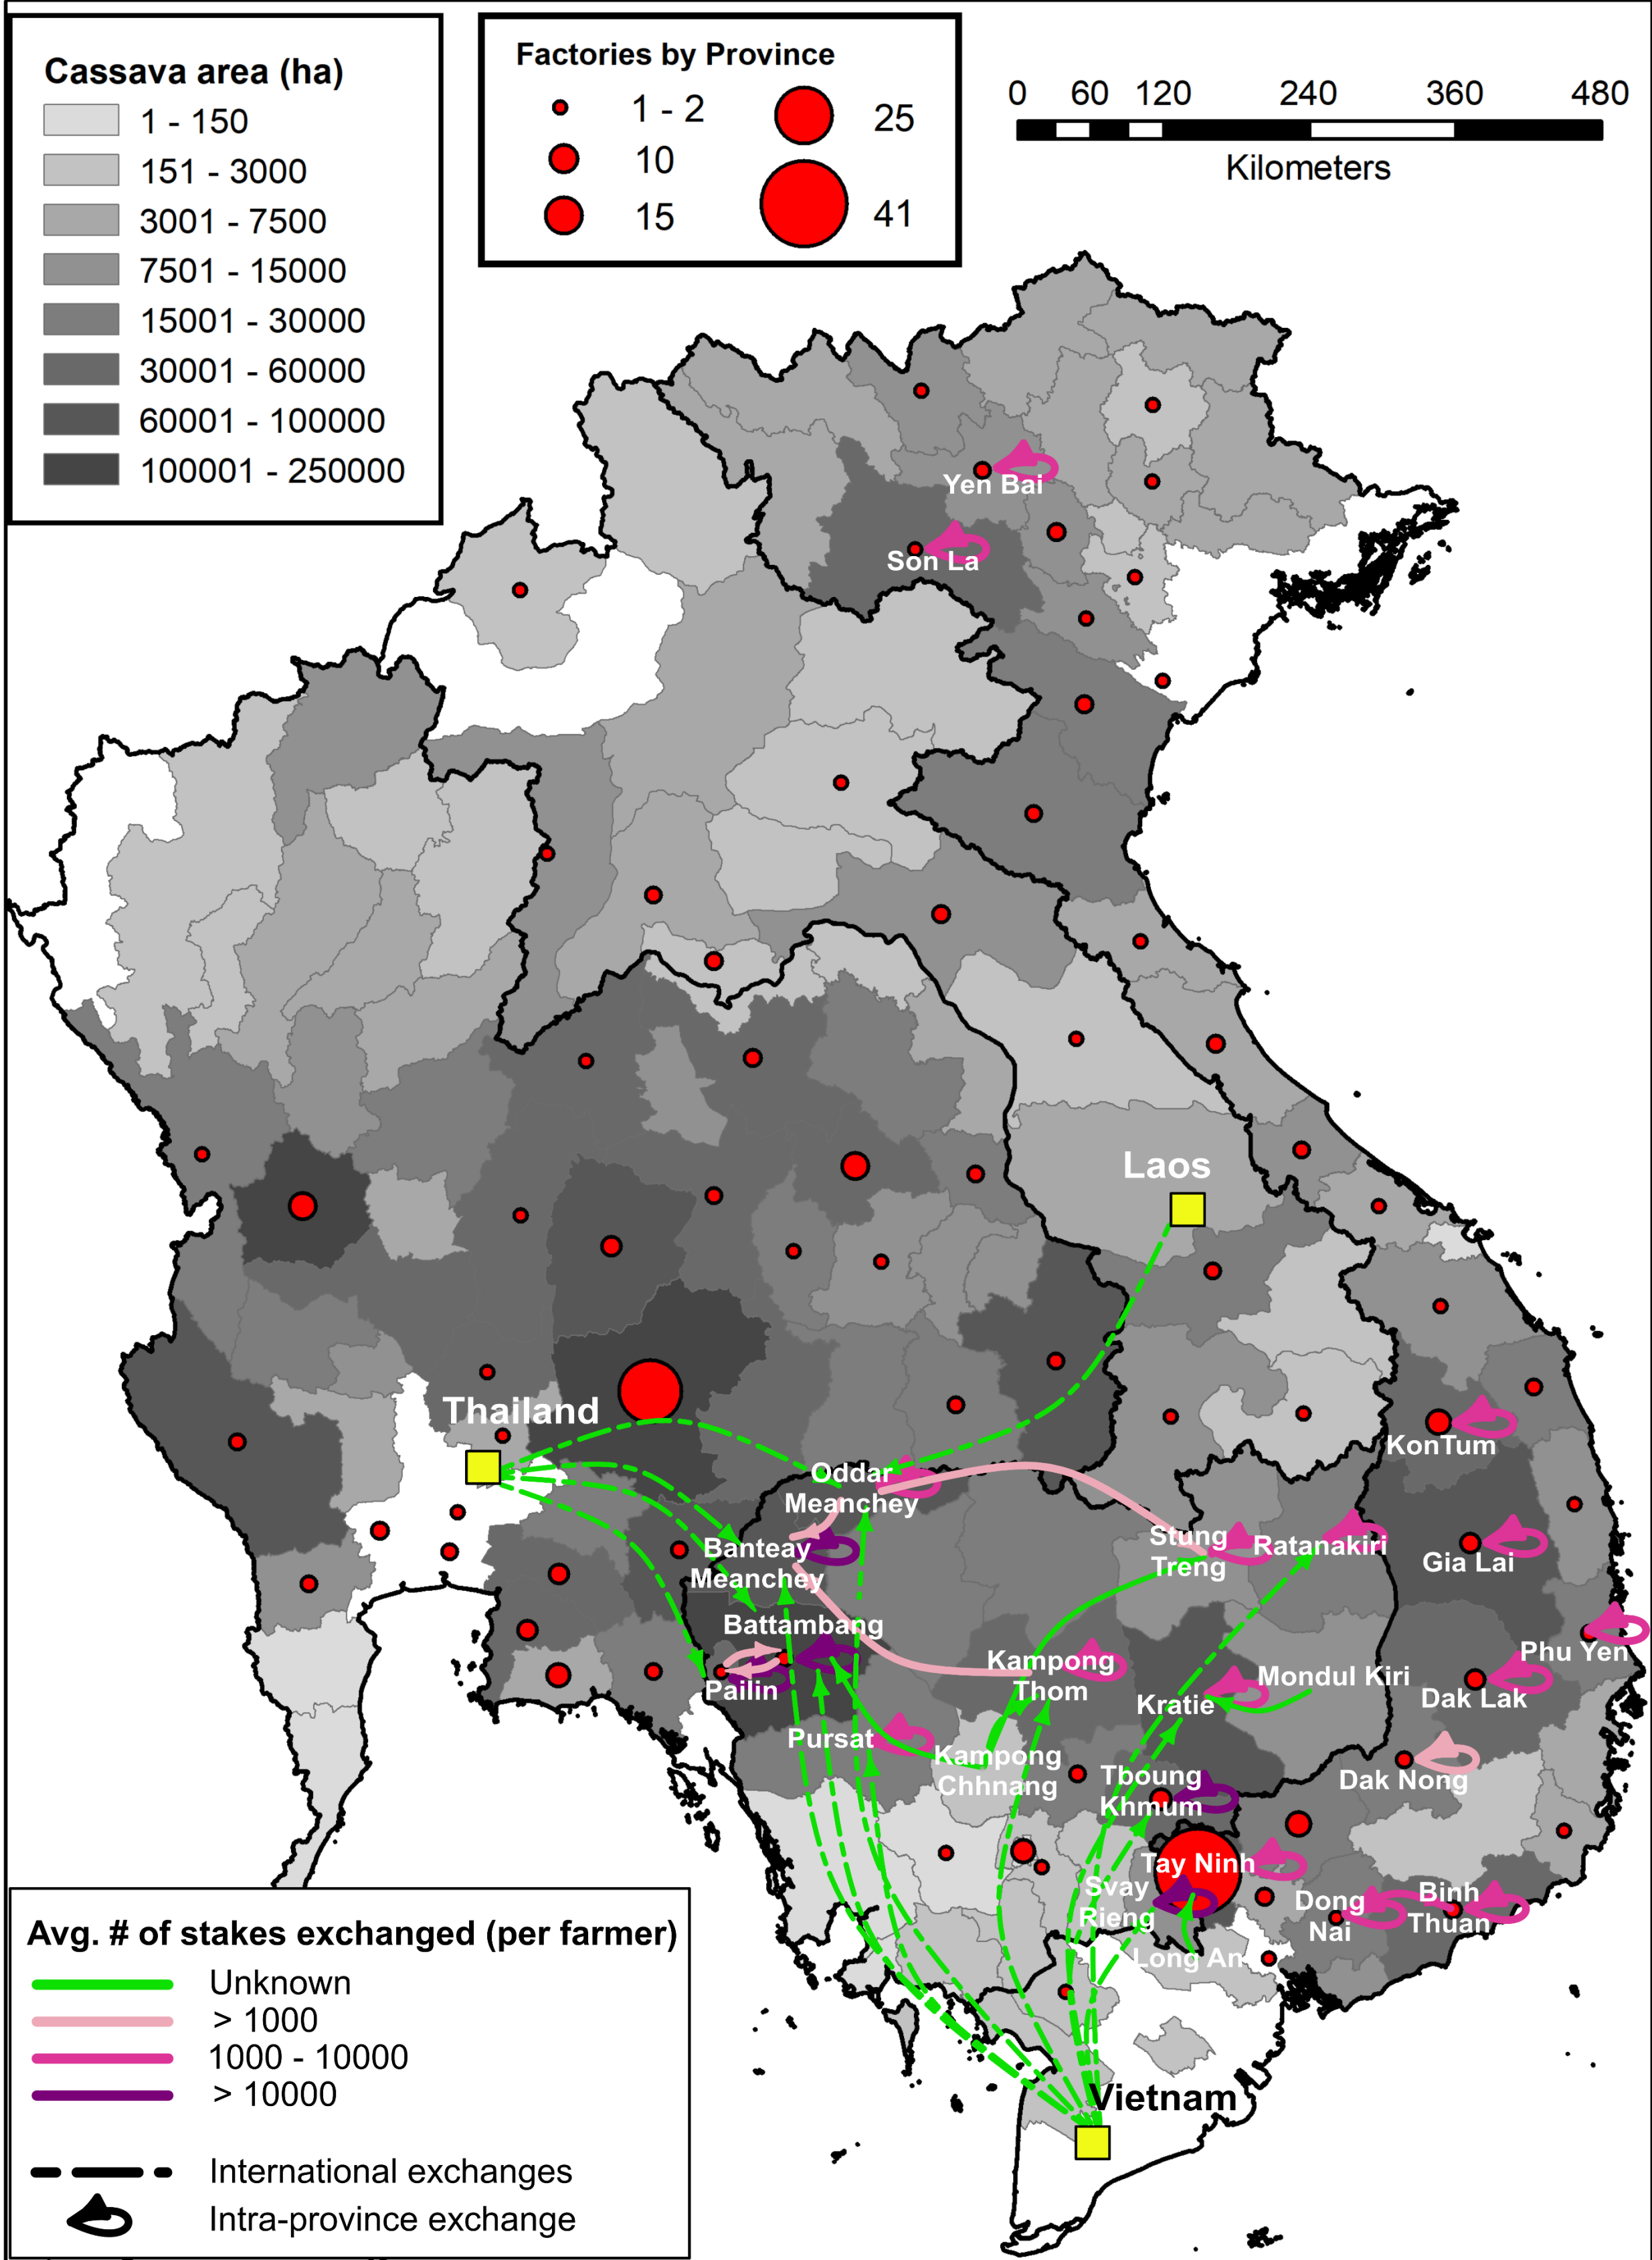 Cassava area (ha)
1 - 150
151 - 3000
3001 - 7500
7501 - 15000
15001 - 30000
30001 - 60000
60001 - 100000
100001 - 250000
Factories by Province
1 - 2
10
15
25
41
0 60 120 240 360 480
Kilometers
Yen Bai
Son La
Laos
Thailand
KonTum
Oddar
Meanchey
Stung
Treng
Ratanakiri
Gia Lai
Banteay
Meanchey
Battambang
Pailin
Kampong
Thom
Phu Yen
Mondul Kiri
Dak Lak
Kratie
Pursat
Kampong
Chhnang
Tboung
Khmum
Dak Nong
Tay Ninh
Svay
Rieng
Dong
Nai
Binh
Thuan
Long An
Vietnam
Avg. # of stakes exchanged (per farmer)
Unknown
> 1000
1000 - 10000
> 10000
International exchanges
Intra-province exchange